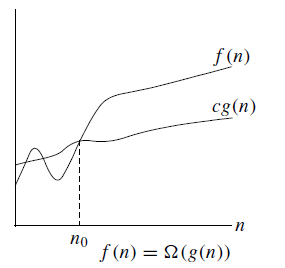 f(n)
cg(n)
n
n₀
f(n) = Ω(g(n))